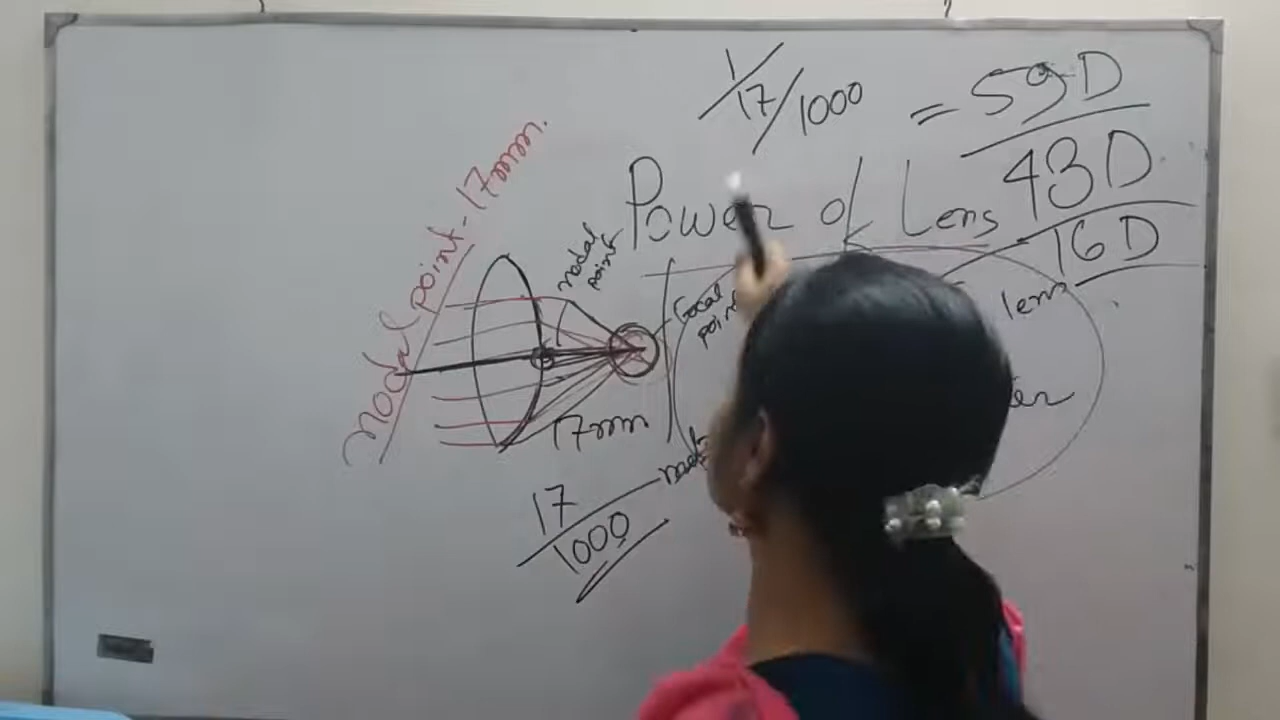 1/17/1000 = 59D
43D
16D
Power of Lens
Nodal point - 17mm.
nodal
point
focal
point
lens
17mm
17/1000